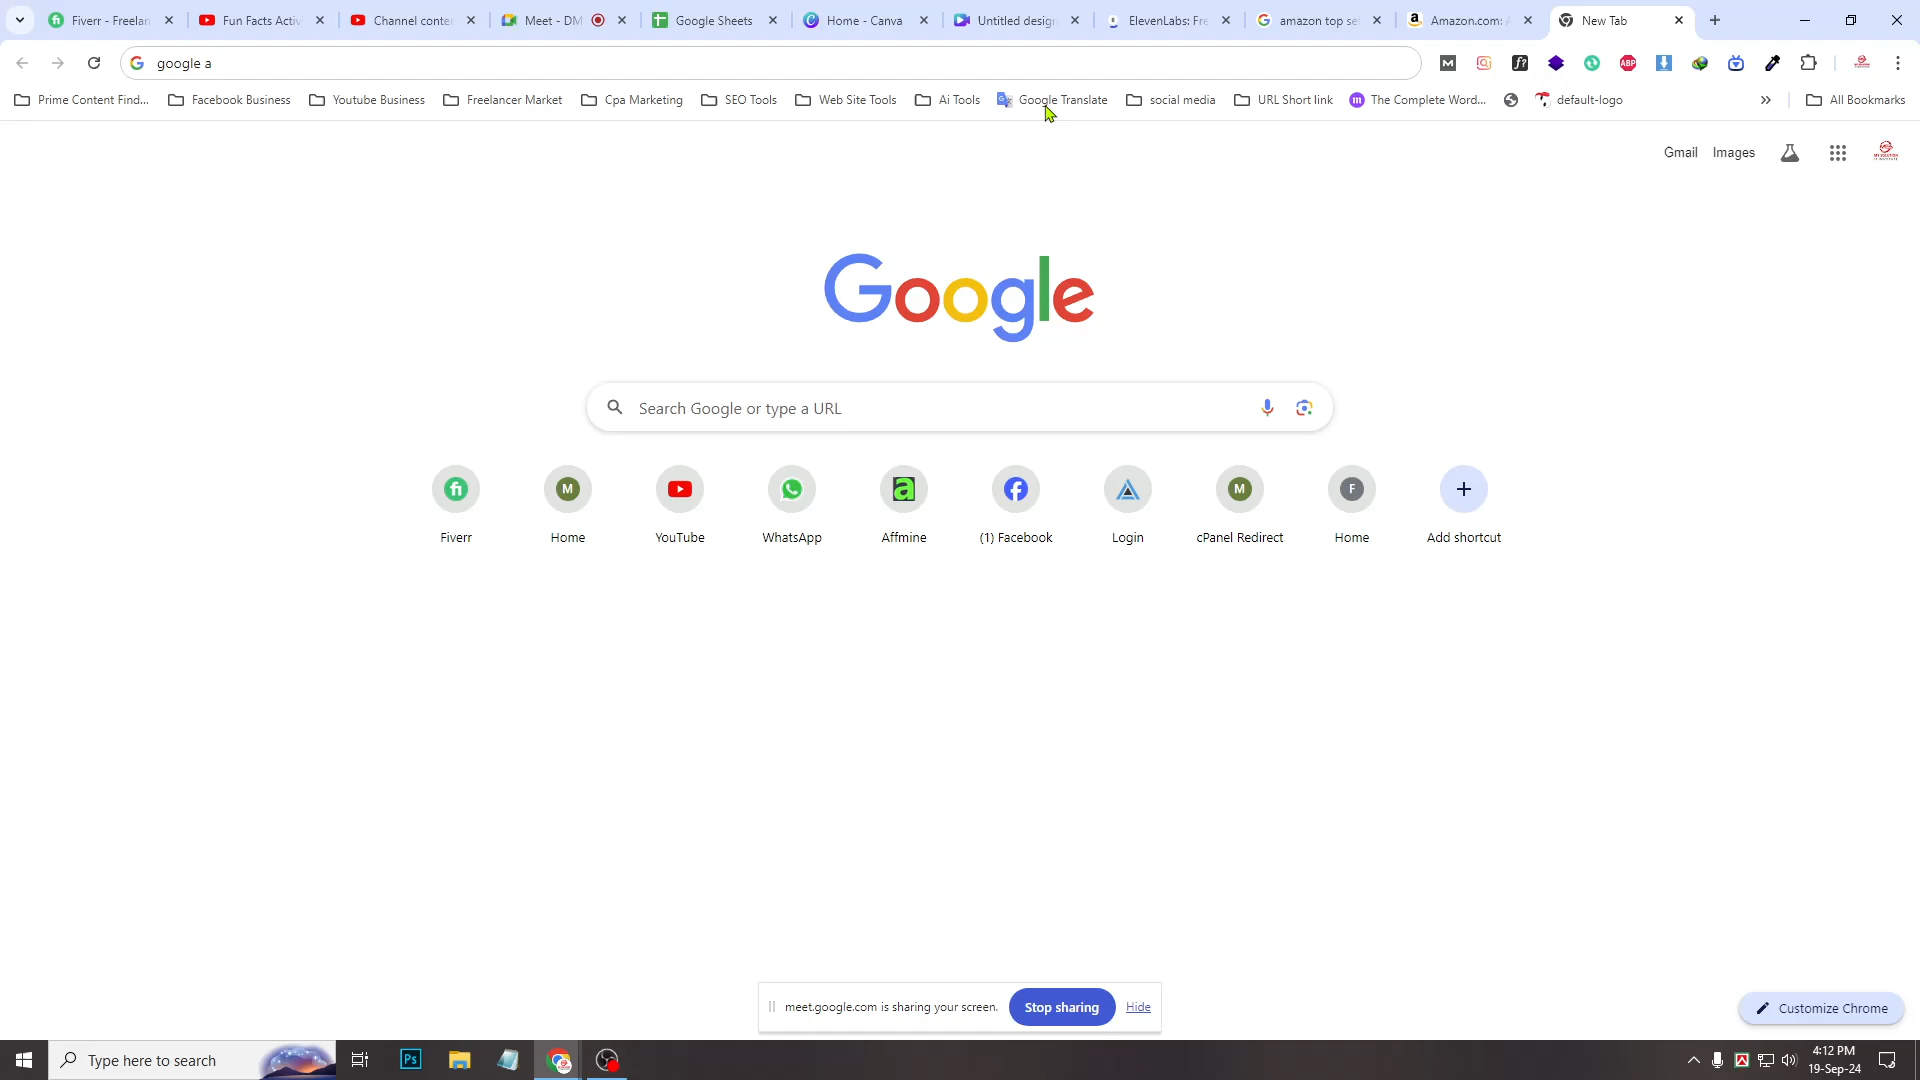 Fiverr - Freelan
Fun Facts Activ
Channel conte
Meet - DM
Google Sheets
Home - Canva
Untitled design
ElevenLabs: Fre
amazon top se
Amazon.com: A
New Tab
google a
Prime Content Find...
Facebook Business
Youtube Business
Freelancer Market
Cpa Marketing
SEO Tools
Web Site Tools
Ai Tools
Google Translate
social media
URL Short link
The Complete Word...
default-logo
All Bookmarks
Gmail
Images
Google
Search Google or type a URL
Fiverr
Home
YouTube
WhatsApp
Affmine
(1) Facebook
Login
cPanel Redirect
Home
Add shortcut
meet.google.com is sharing your screen.
Stop sharing
Hide
Customize Chrome
Type here to search
4:12 PM
19-Sep-24